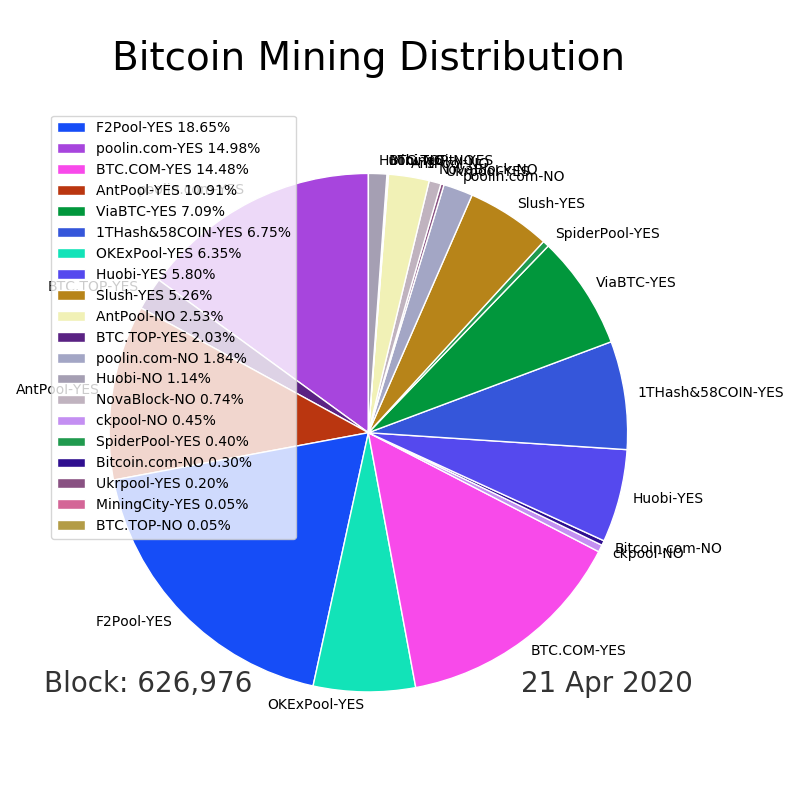 Bitcoin Mining Distribution
F2Pool-YES 18.65%
poolin.com-YES 14.98%
BTC.COM-YES 14.48%
AntPool-YES 10.91%
ViaBTC-YES 7.09%
1THash&58COIN-YES 6.75%
OKExPool-YES 6.35%
Huobi-YES 5.80%
Slush-YES 5.26%
AntPool-NO 2.53%
BTC.TOP-YES 2.03%
poolin.com-NO 1.84%
Huobi-NO 1.14%
NovaBlock-NO 0.74%
ckpool-NO 0.45%
SpiderPool-YES 0.40%
Bitcoin.com-NO 0.30%
Ukrpool-YES 0.20%
MiningCity-YES 0.05%
BTC.TOP-NO 0.05%
NovaBlock-NO
poolin.com-NO
Slush-YES
SpiderPool-YES
ViaBTC-YES
1THash&58COIN-YES
Huobi-YES
Bitcoin.com-NO
ckpool-NO
BTC.COM-YES
OKExPool-YES
F2Pool-YES
AntPool-YES
BTC.TOP-YES
Block: 626,976
21 Apr 2020